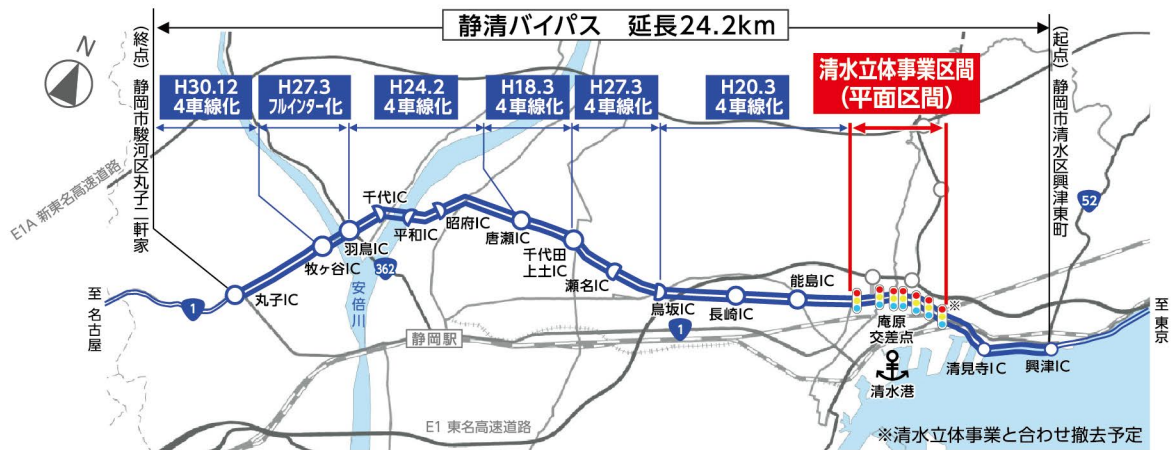 静清バイパス 延長24.2km
N
(終点) 静岡市駿河区丸子二軒家
H30.12
4車線化
H27.3
フルインター化
H24.2
4車線化
H18.3
4車線化
H27.3
4車線化
H20.3
4車線化
清水立体事業区間
(平面区間)
(起点) 静岡市清水区興津東町
E1A 新東名高速道路
52
千代IC
平和IC
昭府IC
唐瀬IC
千代田
上土IC
瀬名IC
羽鳥IC
牧ヶ谷IC
362
丸子IC
安倍川
鳥坂IC
長崎IC
能島IC
庵原
交差点
※
清見寺IC
興津IC
至 名古屋
1
静岡駅
1
至 東京
清水港
E1 東名高速道路
※清水立体事業と合わせ撤去予定